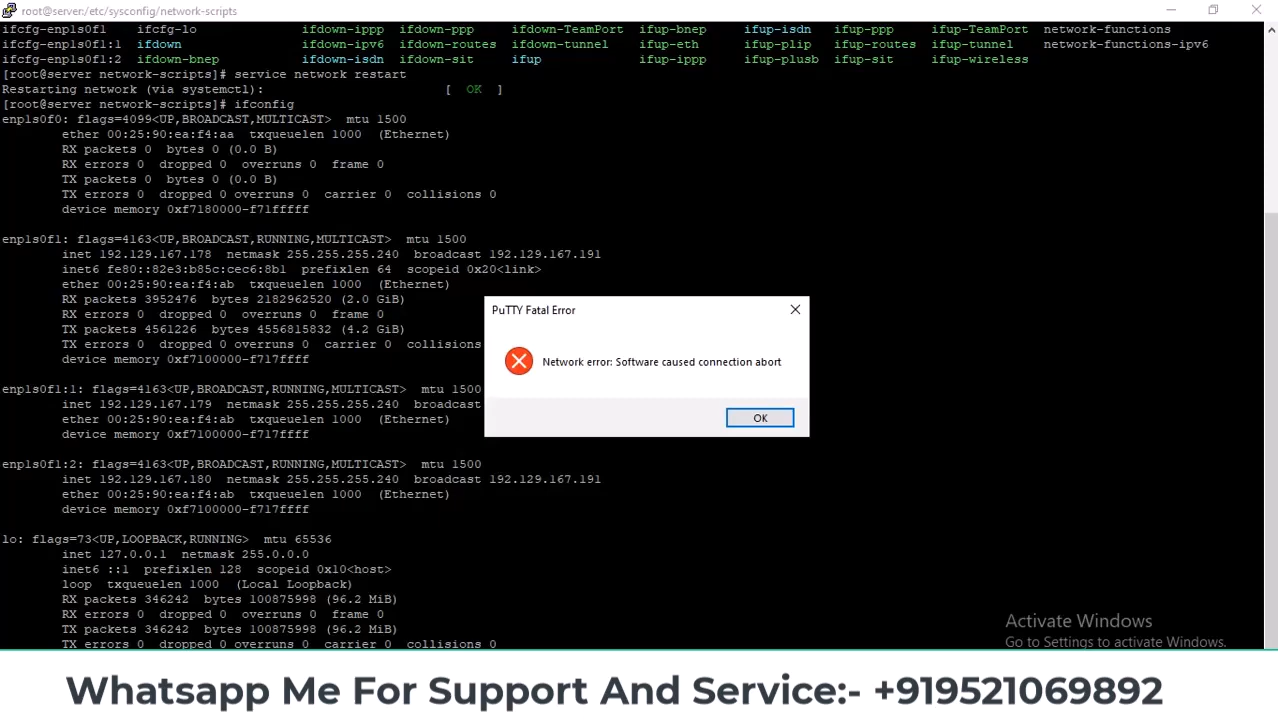 root@server:/etc/sysconfig/network-scripts
ifcfg-enp1s0f1 ifcfg-lo ifdown-ippp ifdown-ppp ifdown-TeamPort ifup-bnep ifup-isdn ifup-ppp ifup-TeamPort network-functions
ifcfg-enp1s0f1:1 ifdown ifdown-ipv6 ifdown-routes ifdown-tunnel ifup-eth ifup-plip ifup-routes ifup-tunnel network-functions-ipv6
ifcfg-enp1s0f1:2 ifdown-bnep ifdown-isdn ifdown-sit ifup ifup-ippp ifup-plusb ifup-sit ifup-wireless
[root@server network-scripts]# service network restart
Restarting network (via systemctl): [ OK ]
[root@server network-scripts]# ifconfig
enp1s0f0: flags=4099<UP,BROADCAST,MULTICAST> mtu 1500
ether 00:25:90:ea:f4:aa txqueuelen 1000 (Ethernet)
RX packets 0 bytes 0 (0.0 B)
RX errors 0 dropped 0 overruns 0 frame 0
TX packets 0 bytes 0 (0.0 B)
TX errors 0 dropped 0 overruns 0 carrier 0 collisions 0
device memory 0xf7180000-f71fffff
enp1s0f1: flags=4163<UP,BROADCAST,RUNNING,MULTICAST> mtu 1500
inet 192.129.167.178 netmask 255.255.255.240 broadcast 192.129.167.191
inet6 fe80::82e3:b85c:cec6:8b1 prefixlen 64 scopeid 0x20<link>
ether 00:25:90:ea:f4:ab txqueuelen 1000 (Ethernet)
RX packets 3952476 bytes 2182962520 (2.0 GiB)
RX errors 0 dropped 0 overruns 0 frame 0
TX packets 4561226 bytes 4556815832 (4.2 GiB)
TX errors 0 dropped 0 overruns 0 carrier 0 collisions
device memory 0xf7100000-f717ffff
enp1s0f1:1: flags=4163<UP,BROADCAST,RUNNING,MULTICAST> mtu 1500
inet 192.129.167.179 netmask 255.255.255.240 broadcast
ether 00:25:90:ea:f4:ab txqueuelen 1000 (Ethernet)
device memory 0xf7100000-f717ffff
enp1s0f1:2: flags=4163<UP,BROADCAST,RUNNING,MULTICAST> mtu 1500
inet 192.129.167.180 netmask 255.255.255.240 broadcast 192.129.167.191
ether 00:25:90:ea:f4:ab txqueuelen 1000 (Ethernet)
device memory 0xf7100000-f717ffff
lo: flags=73<UP,LOOPBACK,RUNNING> mtu 65536
inet 127.0.0.1 netmask 255.0.0.0
inet6 ::1 prefixlen 128 scopeid 0x10<host>
loop txqueuelen 1000 (Local Loopback)
RX packets 346242 bytes 100875998 (96.2 MiB)
RX errors 0 dropped 0 overruns 0 frame 0
TX packets 346242 bytes 100875998 (96.2 MiB)
TX errors 0 dropped 0 overruns 0 carrier 0 collisions 0
PuTTY Fatal Error
Network error: Software caused connection abort
OK
Activate Windows
Go to Settings to activate Windows.
Whatsapp Me For Support And Service:- +919521069892